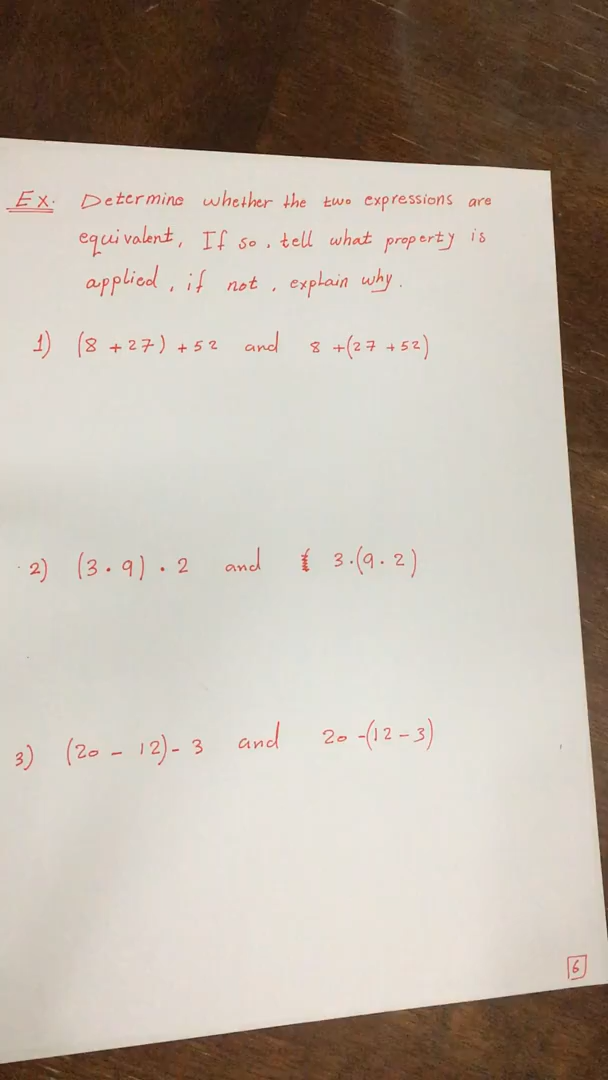 Ex. Determine whether the two expressions are
equivalent, If so, tell what property is
applied, if not, explain why.
1) (8 + 27) + 52 and 8 + (27 + 52)
2) (3 · 9) · 2 and 3 · (9 · 2)
3) (20 - 12) - 3 and 20 - (12 - 3)
6